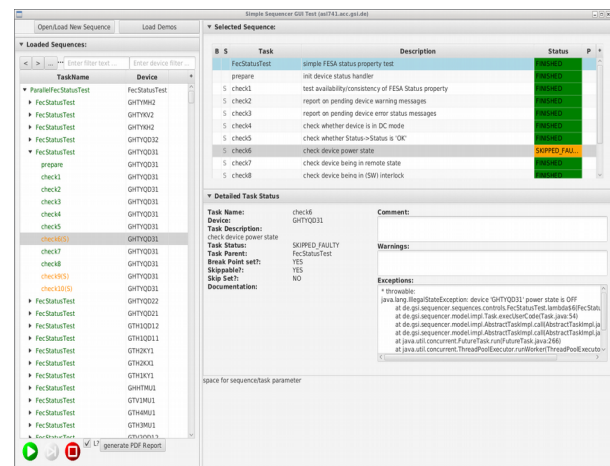 Simple Sequencer GUI Test (asl741.acc.gsi.de)
Open/Load New Sequence
Load Demos
▼ Loaded Sequences:
< > ... ··· Enter filter text ... Enter device filter ...
TaskName Device +
▼ ParallelFecStatusTest FecStatusTest
▶ FecStatusTest GHTYMH2
▶ FecStatusTest GHTYKV2
▶ FecStatusTest GHTYKH2
▶ FecStatusTest GHTYQD32
▼ FecStatusTest GHTYQD31
prepare GHTYQD31
check1 GHTYQD31
check2 GHTYQD31
check3 GHTYQD31
check4 GHTYQD31
check5 GHTYQD31
check6(S) GHTYQD31
check7 GHTYQD31
check8 GHTYQD31
check9(S) GHTYQD31
check10(S) GHTYQD31
▶ FecStatusTest GHTYQD22
▶ FecStatusTest GHTYQD21
▶ FecStatusTest GTH1QD12
▶ FecStatusTest GTH1QD11
▶ FecStatusTest GTH2KY1
▶ FecStatusTest GTH2KX1
▶ FecStatusTest GTH1KY1
▶ FecStatusTest GHHTMU1
▶ FecStatusTest GTV1MU1
▶ FecStatusTest GTH4MU1
▶ FecStatusTest GTH3MU1
▶ FecStatusTest
generate PDF Report
▼ Selected Sequence:
B S Task Description Status P +
FecStatusTest simple FESA status property test FINISHED
prepare init device status handler FINISHED
S check1 test availability/consistency of FESA Status property FINISHED
S check2 report on pending device warning messages FINISHED
S check3 report on pending device error status messages FINISHED
S check4 check whether device is in DC mode FINISHED
S check5 check whether Status->Status is 'OK' FINISHED
S check6 check device power state SKIPPED_FAU...
S check7 check device being in remote state FINISHED
S check8 check device being in (SW) interlock FINISHED
▼ Detailed Task Status
Task Name: check6
Device: GHTYQD31
Task Description:
check device power state
Task Status: SKIPPED_FAULTY
Task Parent: FecStatusTest
Break Point set?: YES
Skippable?: YES
Skip Set?: NO
Documentation:
Comment:
Warnings:
Exceptions:
* throwable:
java.lang.IllegalStateException: device 'GHTYQD31' power state is OFF
at de.gsi.sequencer.sequences.controls.FecStatusTest.lambda$6(FecStatu
at de.gsi.sequencer.model.impl.Task.execUserCode(Task.java:54)
at de.gsi.sequencer.model.impl.AbstractTaskImpl.call(AbstractTaskImpl.ja
at de.gsi.sequencer.model.impl.AbstractTaskImpl.call(AbstractTaskImpl.ja
at java.util.concurrent.FutureTask.run(FutureTask.java:266)
at java.util.concurrent.ThreadPoolExecutor.runWorker(ThreadPoolExecuto
space for sequence/task parameter